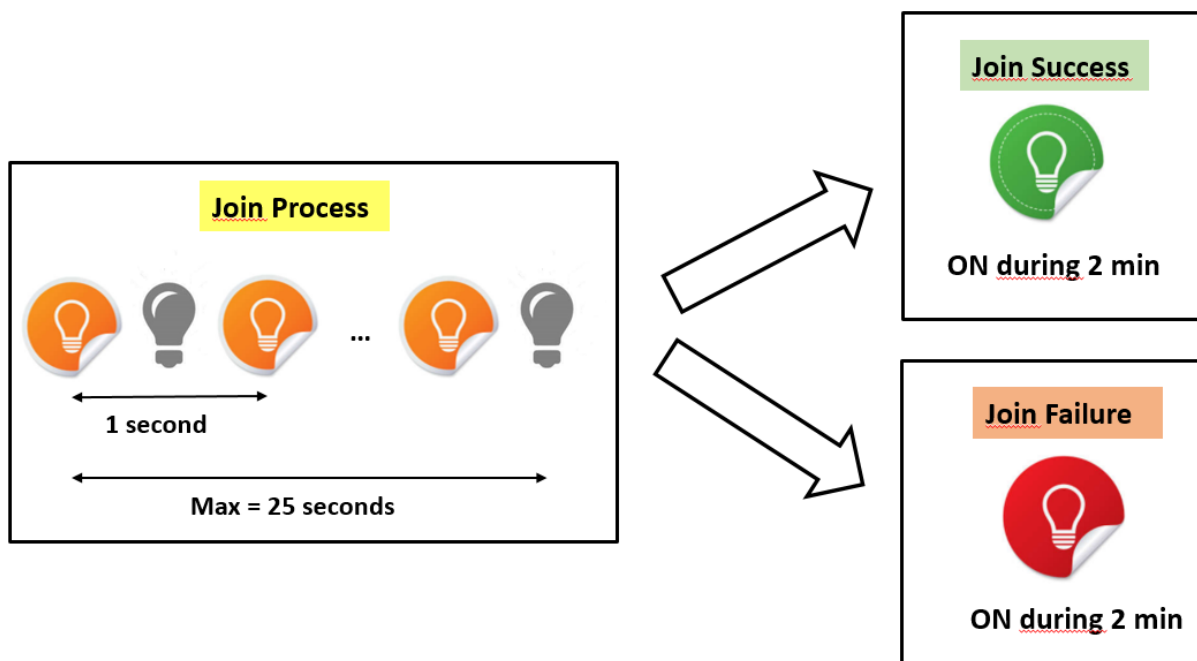 Join Process
...
1 second
Max = 25 seconds
Join Success
ON during 2 min
Join Failure
ON during 2 min